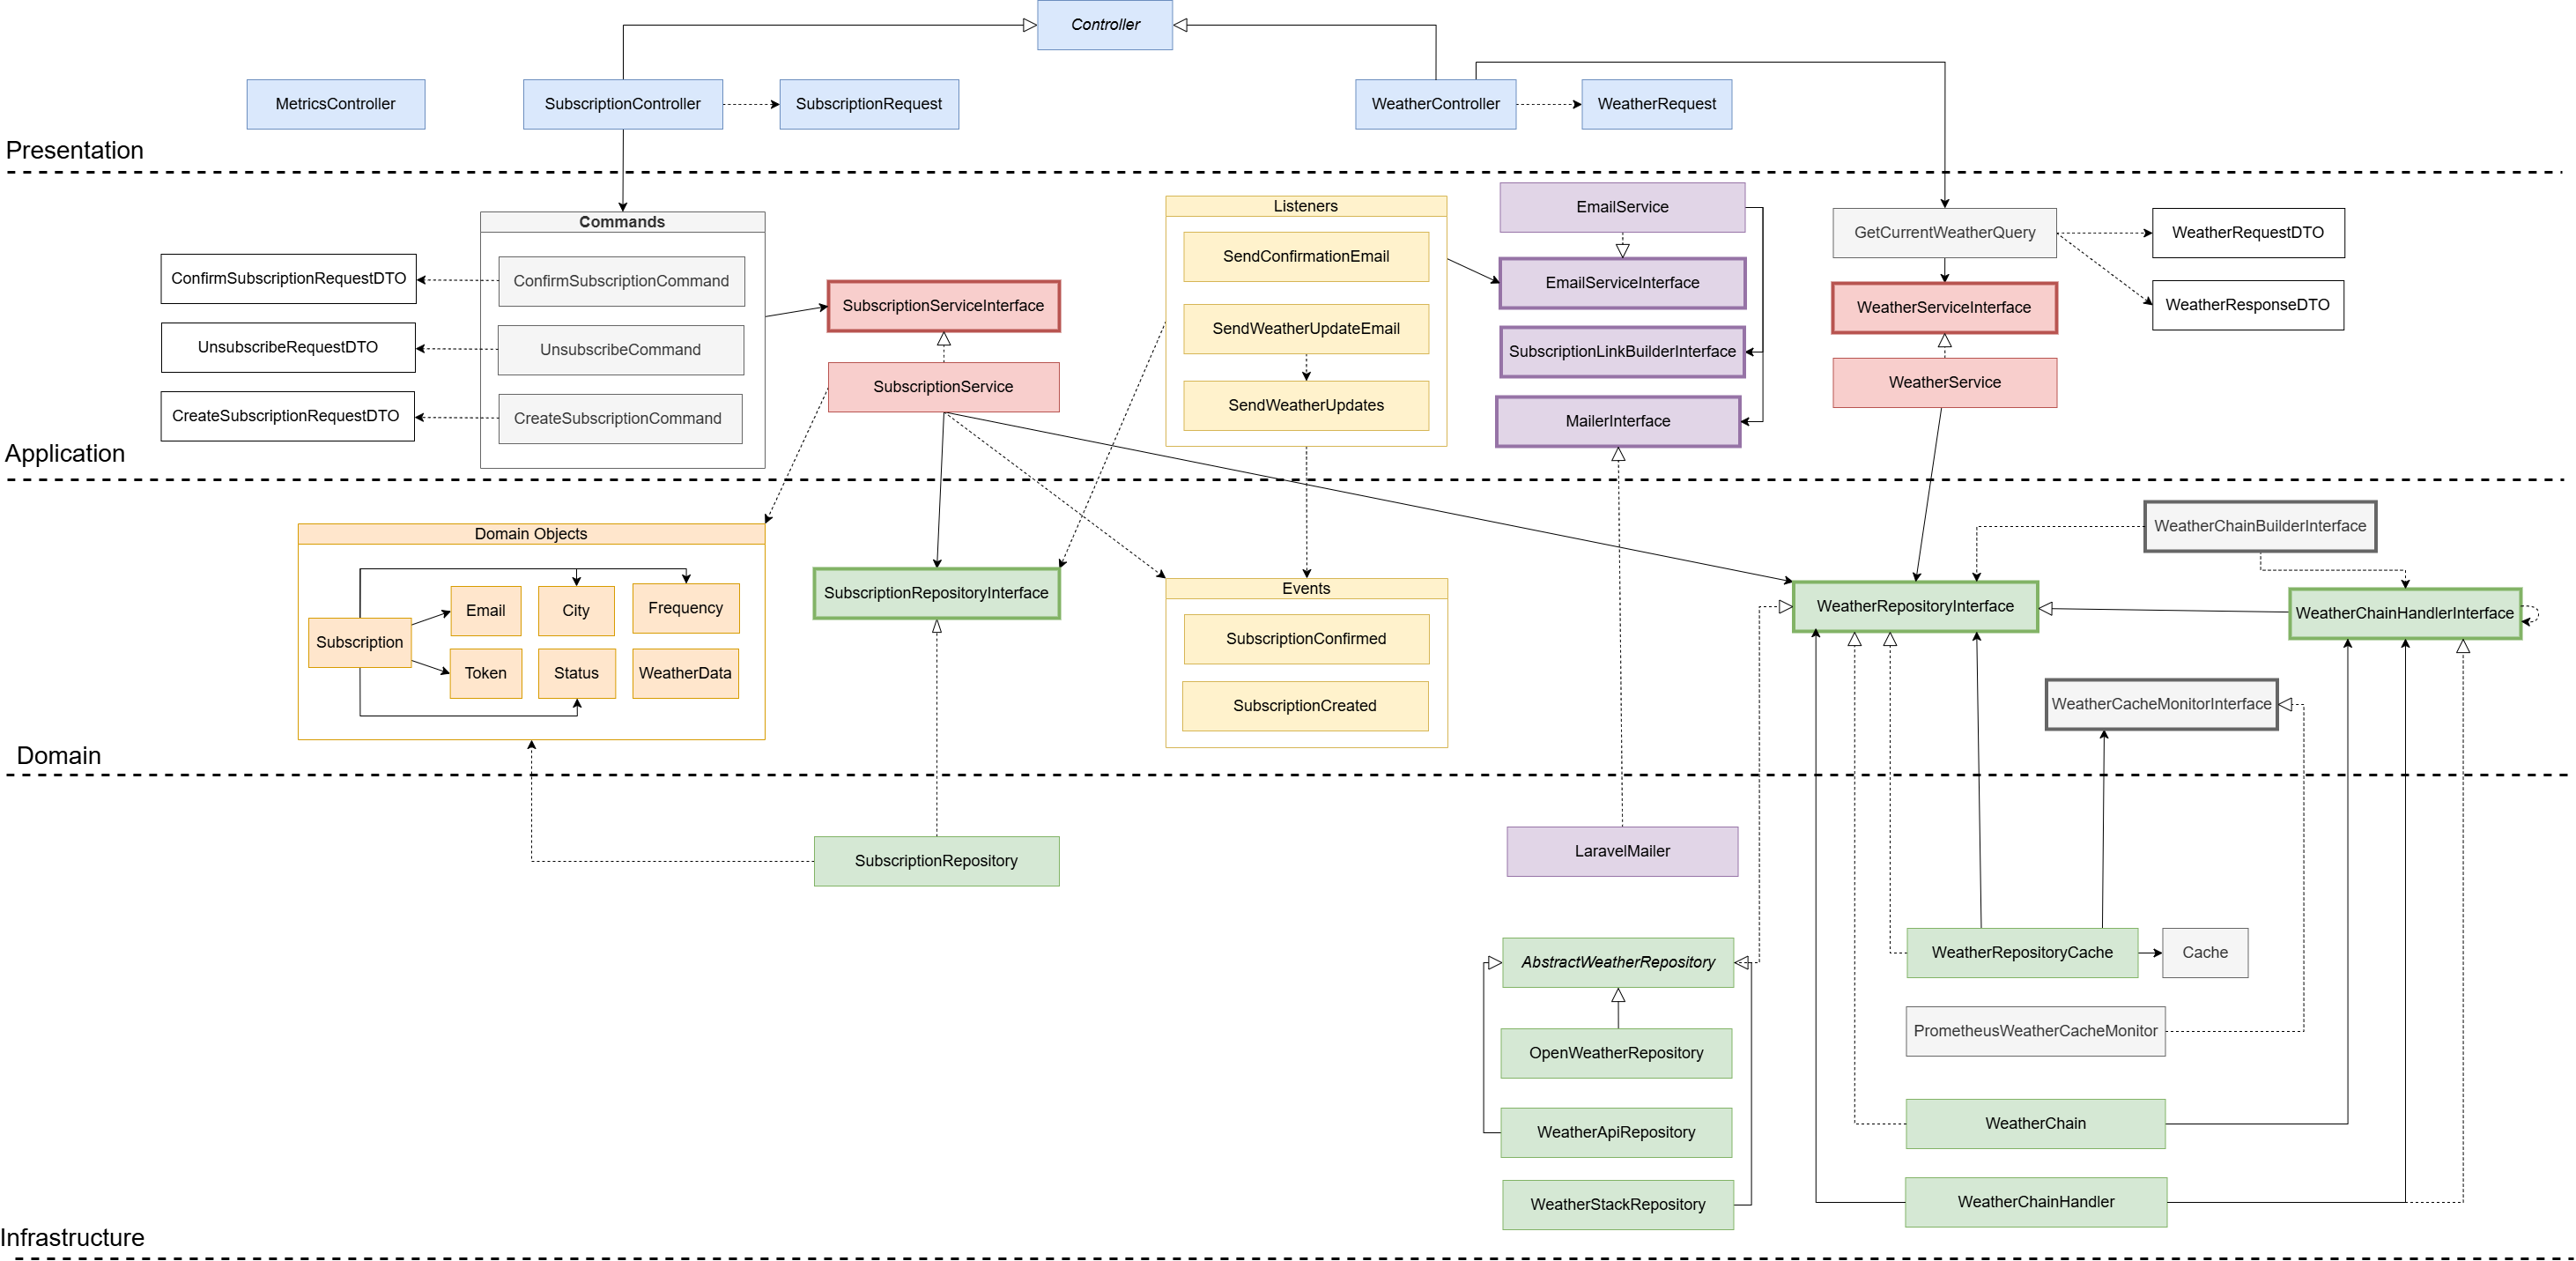 Controller
MetricsController
SubscriptionController
SubscriptionRequest
WeatherController
WeatherRequest
Presentation
Commands
ConfirmSubscriptionRequestDTO
ConfirmSubscriptionCommand
UnsubscribeRequestDTO
UnsubscribeCommand
CreateSubscriptionRequestDTO
CreateSubscriptionCommand
SubscriptionServiceInterface
SubscriptionService
Listeners
SendConfirmationEmail
SendWeatherUpdateEmail
SendWeatherUpdates
EmailService
EmailServiceInterface
SubscriptionLinkBuilderInterface
MailerInterface
GetCurrentWeatherQuery
WeatherRequestDTO
WeatherServiceInterface
WeatherResponseDTO
WeatherService
Application
Domain Objects
Subscription
Email
City
Frequency
Token
Status
WeatherData
SubscriptionRepositoryInterface
Events
SubscriptionConfirmed
SubscriptionCreated
WeatherChainBuilderInterface
WeatherRepositoryInterface
WeatherChainHandlerInterface
WeatherCacheMonitorInterface
Domain
SubscriptionRepository
LaravelMailer
AbstractWeatherRepository
OpenWeatherRepository
WeatherApiRepository
WeatherStackRepository
WeatherRepositoryCache
Cache
PrometheusWeatherCacheMonitor
WeatherChain
WeatherChainHandler
Infrastructure